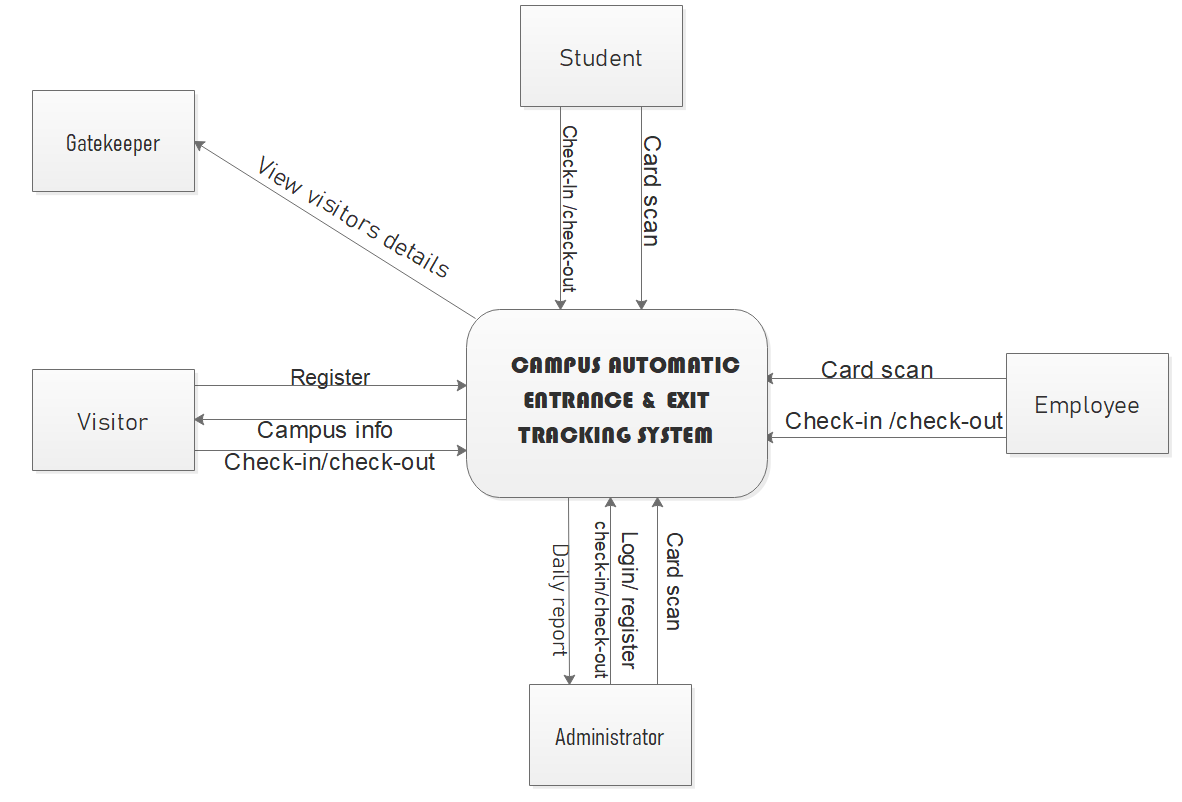 Student
Gatekeeper
View visitors details
Check-In /check-out
Card scan
CAMPUS AUTOMATIC
ENTRANCE & EXIT
TRACKING SYSTEM
Register
Visitor
Campus info
Check-in/check-out
Card scan
Employee
Check-in /check-out
Daily report
check-in/check-out
Login/ register
Card scan
Administrator